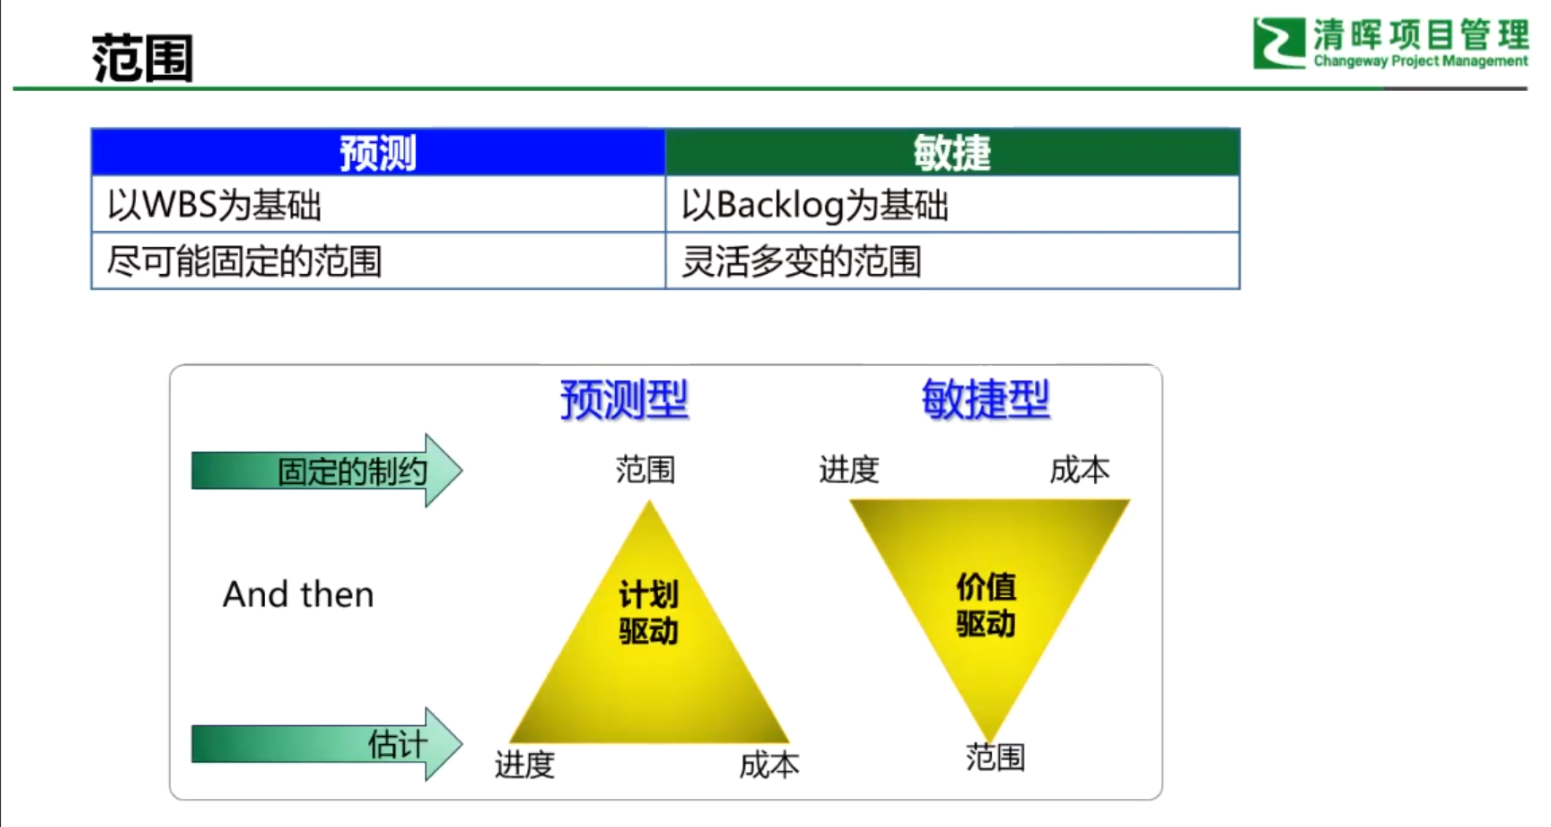 范围
清晖项目管理
Changeway Project Management
预测
敏捷
以WBS为基础
以Backlog为基础
尽可能固定的范围
灵活多变的范围
预测型
敏捷型
固定的制约
范围
进度
成本
And then
计划
驱动
价值
驱动
估计
进度
成本
范围